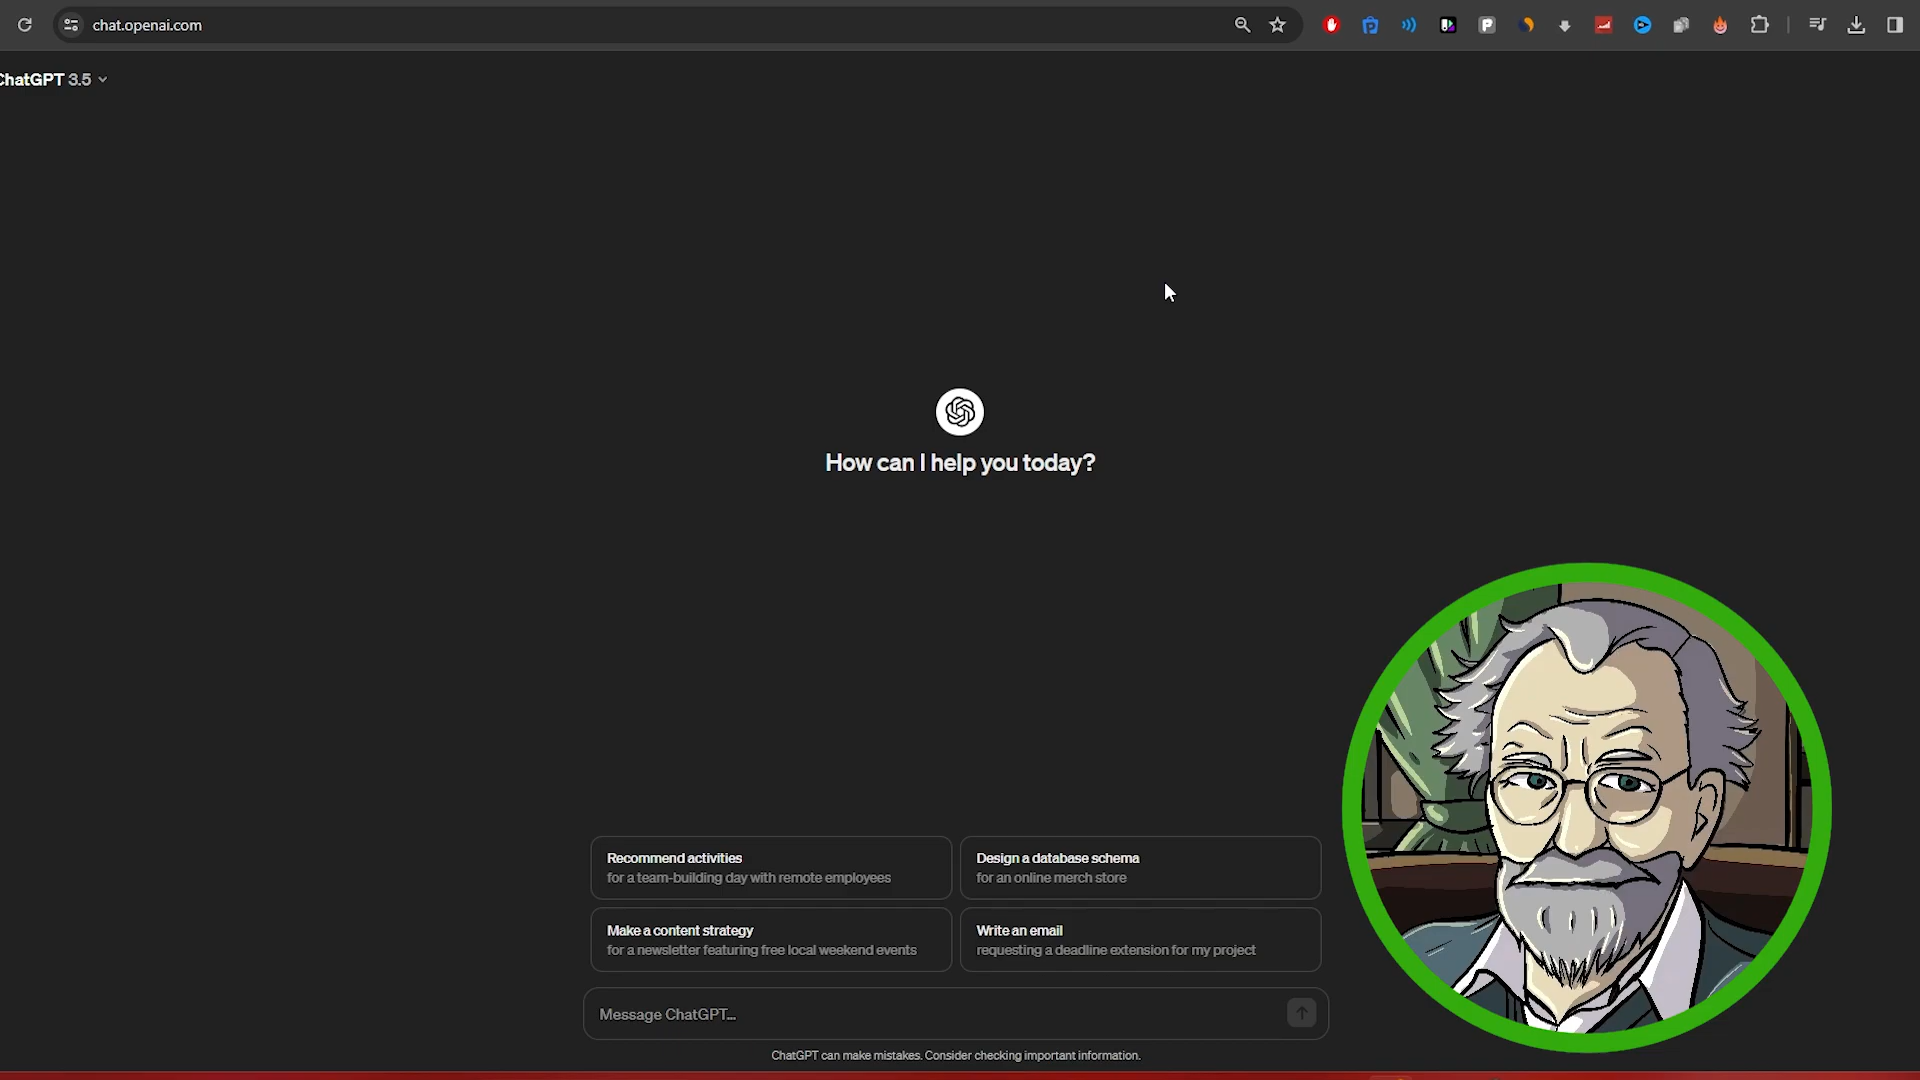 chat.openai.com
ChatGPT 3.5
How can I help you today?
Recommend activities
for a team-building day with remote employees
Design a database schema
for an online merch store
Make a content strategy
for a newsletter featuring free local weekend events
Write an email
requesting a deadline extension for my project
Message ChatGPT...
ChatGPT can make mistakes. Consider checking important information.